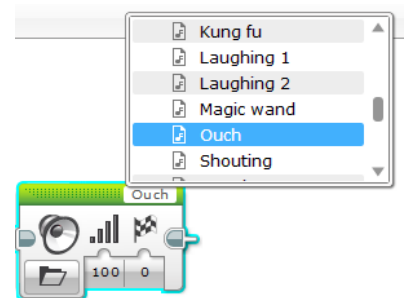 Kung fu
Laughing 1
Laughing 2
Magic wand
Ouch
Shouting
Ouch
100 0